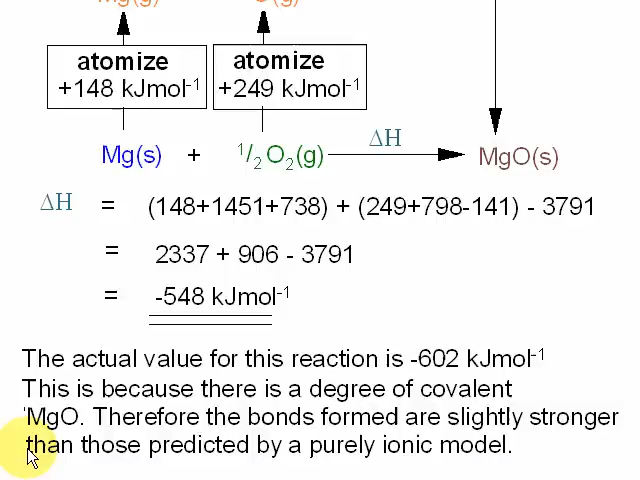 Mg(g) (g)
atomize atomize
+148 kJmol-1 +249 kJmol-1
Mg(s) + 1/2 O2(g) ΔH MgO(s)
ΔH = (148+1451+738) + (249+798-141) - 3791
= 2337 + 906 - 3791
= -548 kJmol-1
The actual value for this reaction is -602 kJmol-1
This is because there is a degree of covalent
'MgO. Therefore the bonds formed are slightly stronger
than those predicted by a purely ionic model.